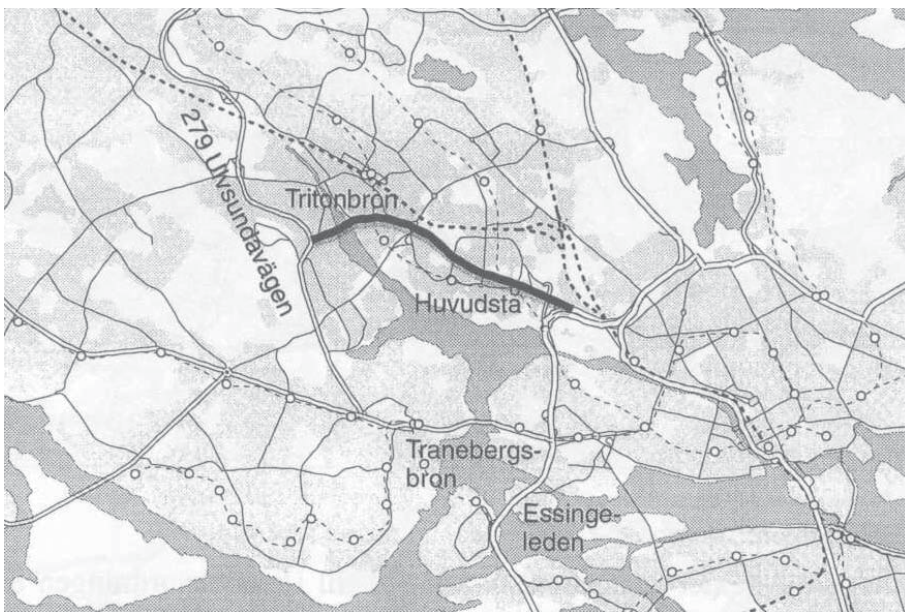 279 Ulvsundavägen
Tritonbron
Huvudsta
Tranebergs-
bron
Essinge-
leden